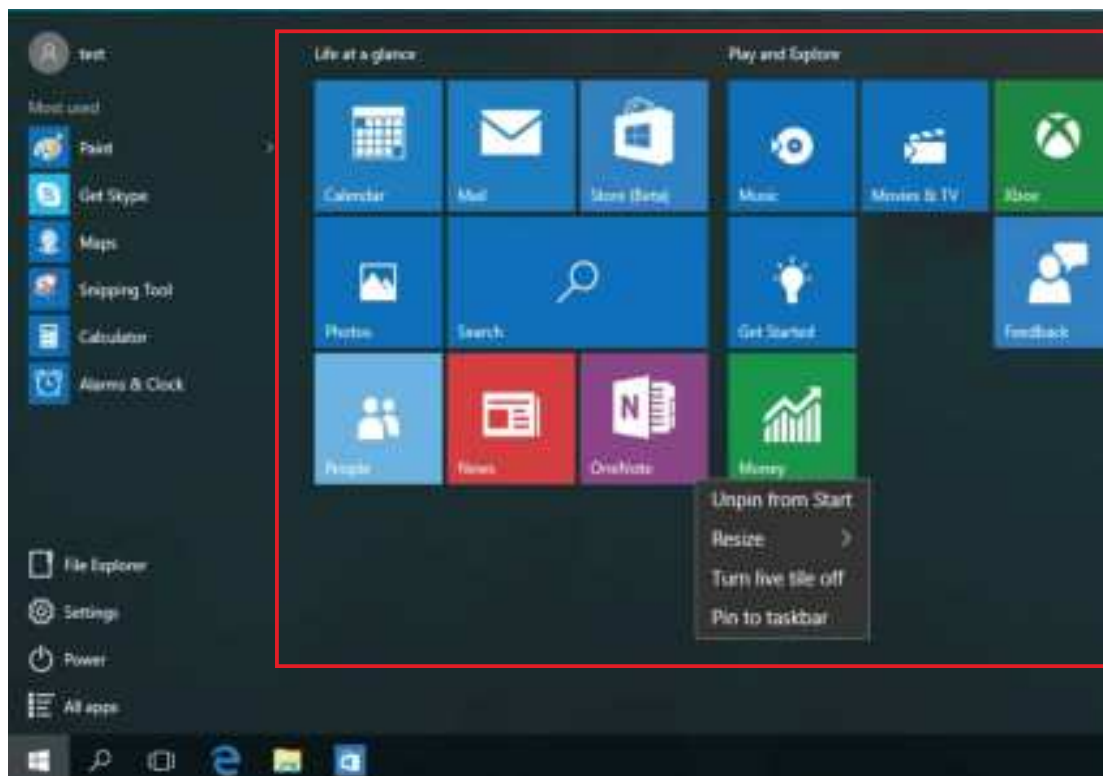 test
Most used
Paint
Get Skype
Maps
Snipping Tool
Calculator
Alarms & Clock
File Explorer
Settings
Power
All apps
Life at a glance
Calendar
Mail
Store (Beta)
Photos
Search
People
News
OneNote
Play and Explore
Music
Movies & TV
Xbox
Get Started
Feedback
Money
Unpin from Start
Resize
Turn live tile off
Pin to taskbar